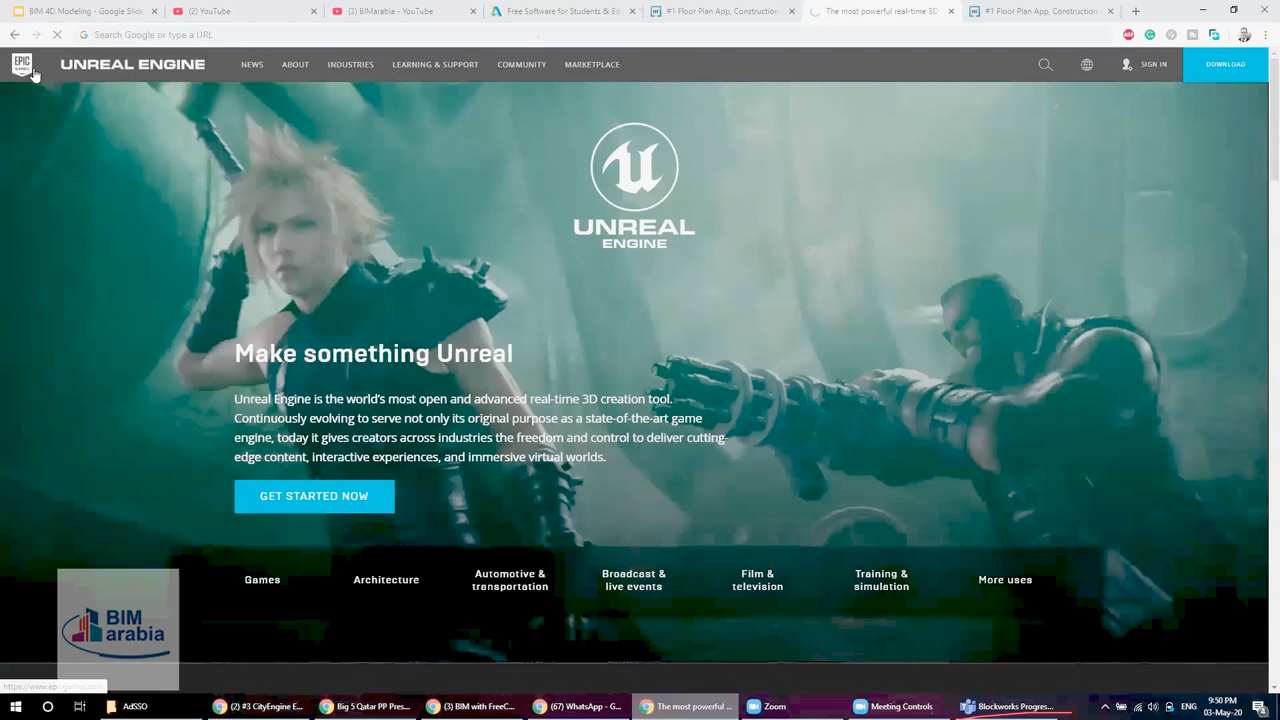 BIM 4D Modeling - Google Slid
(2) YouTube
(3) BIMarabia - YouTube
Free Software for Students & Ed
#1 Floor Plan App, Construction
The most powerful real-time 3D
#1 Floor Plan App, Construction
Search Google or type a URL
EPIC
GAMES
UNREAL ENGINE
NEWS
ABOUT
INDUSTRIES
LEARNING & SUPPORT
COMMUNITY
MARKETPLACE
SIGN IN
DOWNLOAD
UNREAL
ENGINE
Make something Unreal
Unreal Engine is the world's most open and advanced real-time 3D creation tool.
Continuously evolving to serve not only its original purpose as a state-of-the-art game
engine, today it gives creators across industries the freedom and control to deliver cutting-
edge content, interactive experiences, and immersive virtual worlds.
GET STARTED NOW
Games
Architecture
Automotive &
transportation
Broadcast &
live events
Film &
television
Training &
simulation
More uses
BIM
arabia
https://www.epicgames.com
AdSSO
(2) #3 CityEngine E...
Big 5 Qatar PP Pres...
(3) BIM with FreeC...
(67) WhatsApp - G...
The most powerful ...
Zoom
Meeting Controls
Blockworks Progres...
ENG
9:50 PM
03-May-20